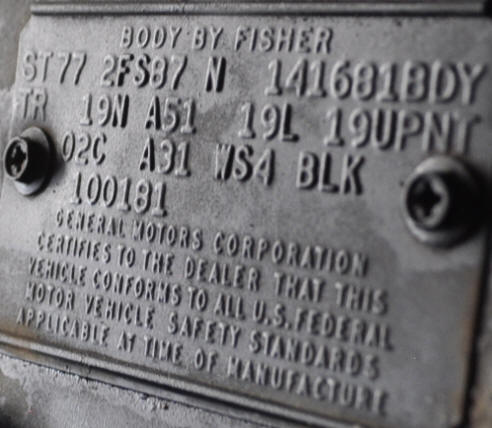 BODY BY FISHER
ST77 2FS87 N 141681BDY
TR 19N A51 19L 19UPNT
02C A31 WS4 BLK
100181
GENERAL MOTORS CORPORATION
CERTIFIES TO THE DEALER THAT THIS
VEHICLE CONFORMS TO ALL U.S. FEDERAL
MOTOR VEHICLE SAFETY STANDARDS
APPLICABLE AT TIME OF MANUFACTURE